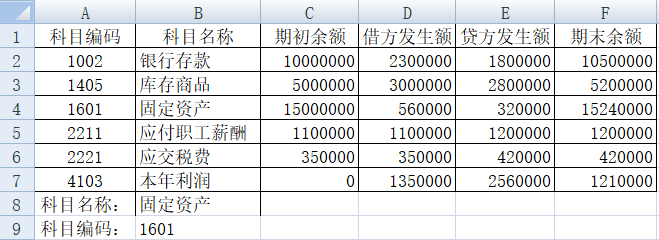 A B C D E F
1 科目编码 科目名称 期初余额 借方发生额 贷方发生额 期末余额
2 1002 银行存款 10000000 2300000 1800000 10500000
3 1405 库存商品 5000000 3000000 2800000 5200000
4 1601 固定资产 15000000 560000 320000 15240000
5 2211 应付职工薪酬 1100000 1100000 1200000 1200000
6 2221 应交税费 350000 350000 420000 420000
7 4103 本年利润 0 1350000 2560000 1210000
8 科目名称： 固定资产
9 科目编码： 1601